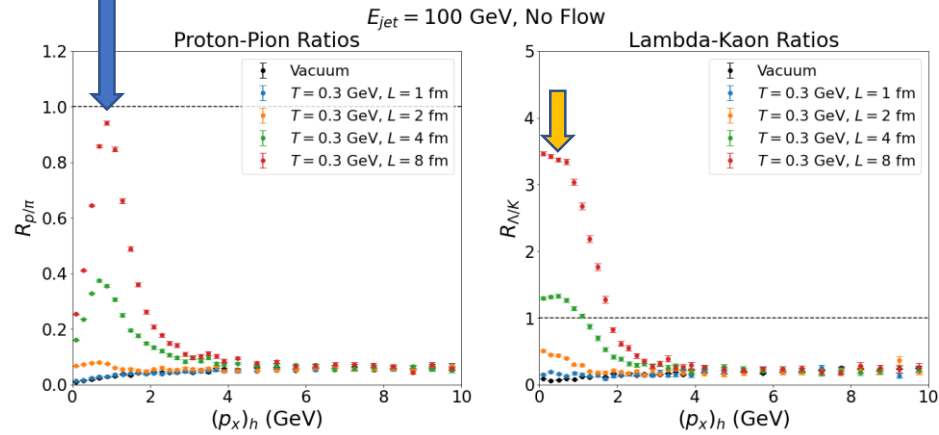 E_jet = 100 GeV, No Flow
Proton-Pion Ratios
1.2
1.0
0.8
0.6
0.4
0.2
0.0
R_p/π
Vacuum
T = 0.3 GeV, L = 1 fm
T = 0.3 GeV, L = 2 fm
T = 0.3 GeV, L = 4 fm
T = 0.3 GeV, L = 8 fm
0 2 4 6 8 10
(p_x)_h (GeV)
Lambda-Kaon Ratios
5
4
3
2
1
0
R_Λ/K
Vacuum
T = 0.3 GeV, L = 1 fm
T = 0.3 GeV, L = 2 fm
T = 0.3 GeV, L = 4 fm
T = 0.3 GeV, L = 8 fm
0 2 4 6 8 10
(p_x)_h (GeV)